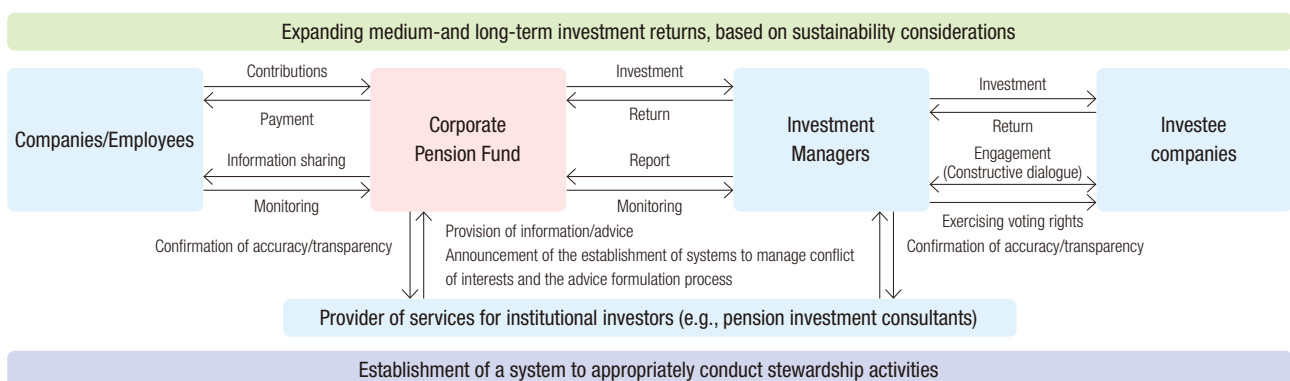 Expanding medium-and long-term investment returns, based on sustainability considerations
Companies/Employees
Contributions
Payment
Information sharing
Monitoring
Corporate
Pension Fund
Investment
Return
Report
Monitoring
Investment
Managers
Investment
Return
Engagement
(Constructive dialogue)
Exercising voting rights
Investee
companies
Confirmation of accuracy/transparency
Provision of information/advice
Announcement of the establishment of systems to manage conflict
of interests and the advice formulation process
Confirmation of accuracy/transparency
Provider of services for institutional investors (e.g., pension investment consultants)
Establishment of a system to appropriately conduct stewardship activities